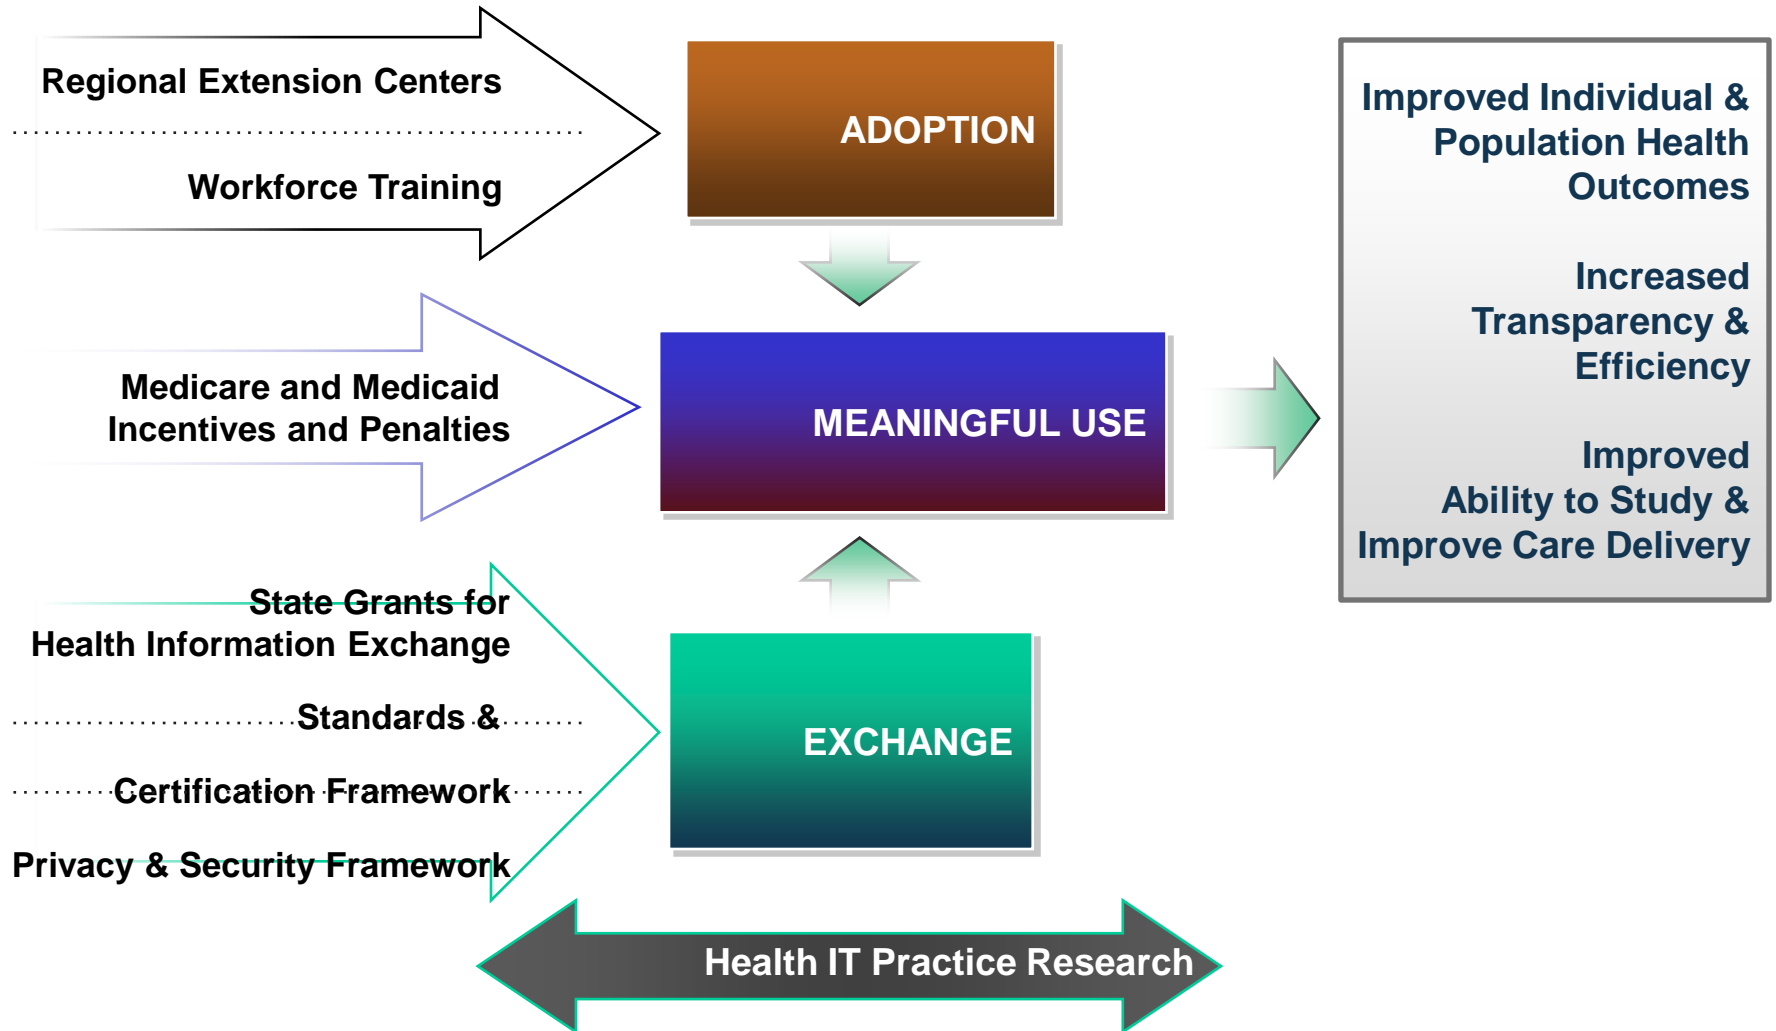 Regional Extension Centers
Workforce Training
ADOPTION
Medicare and Medicaid
Incentives and Penalties
MEANINGFUL USE
State Grants for
Health Information Exchange
Standards &
Certification Framework
Privacy & Security Framework
EXCHANGE
Improved Individual &
Population Health
Outcomes
Increased
Transparency &
Efficiency
Improved
Ability to Study &
Improve Care Delivery
Health IT Practice Research